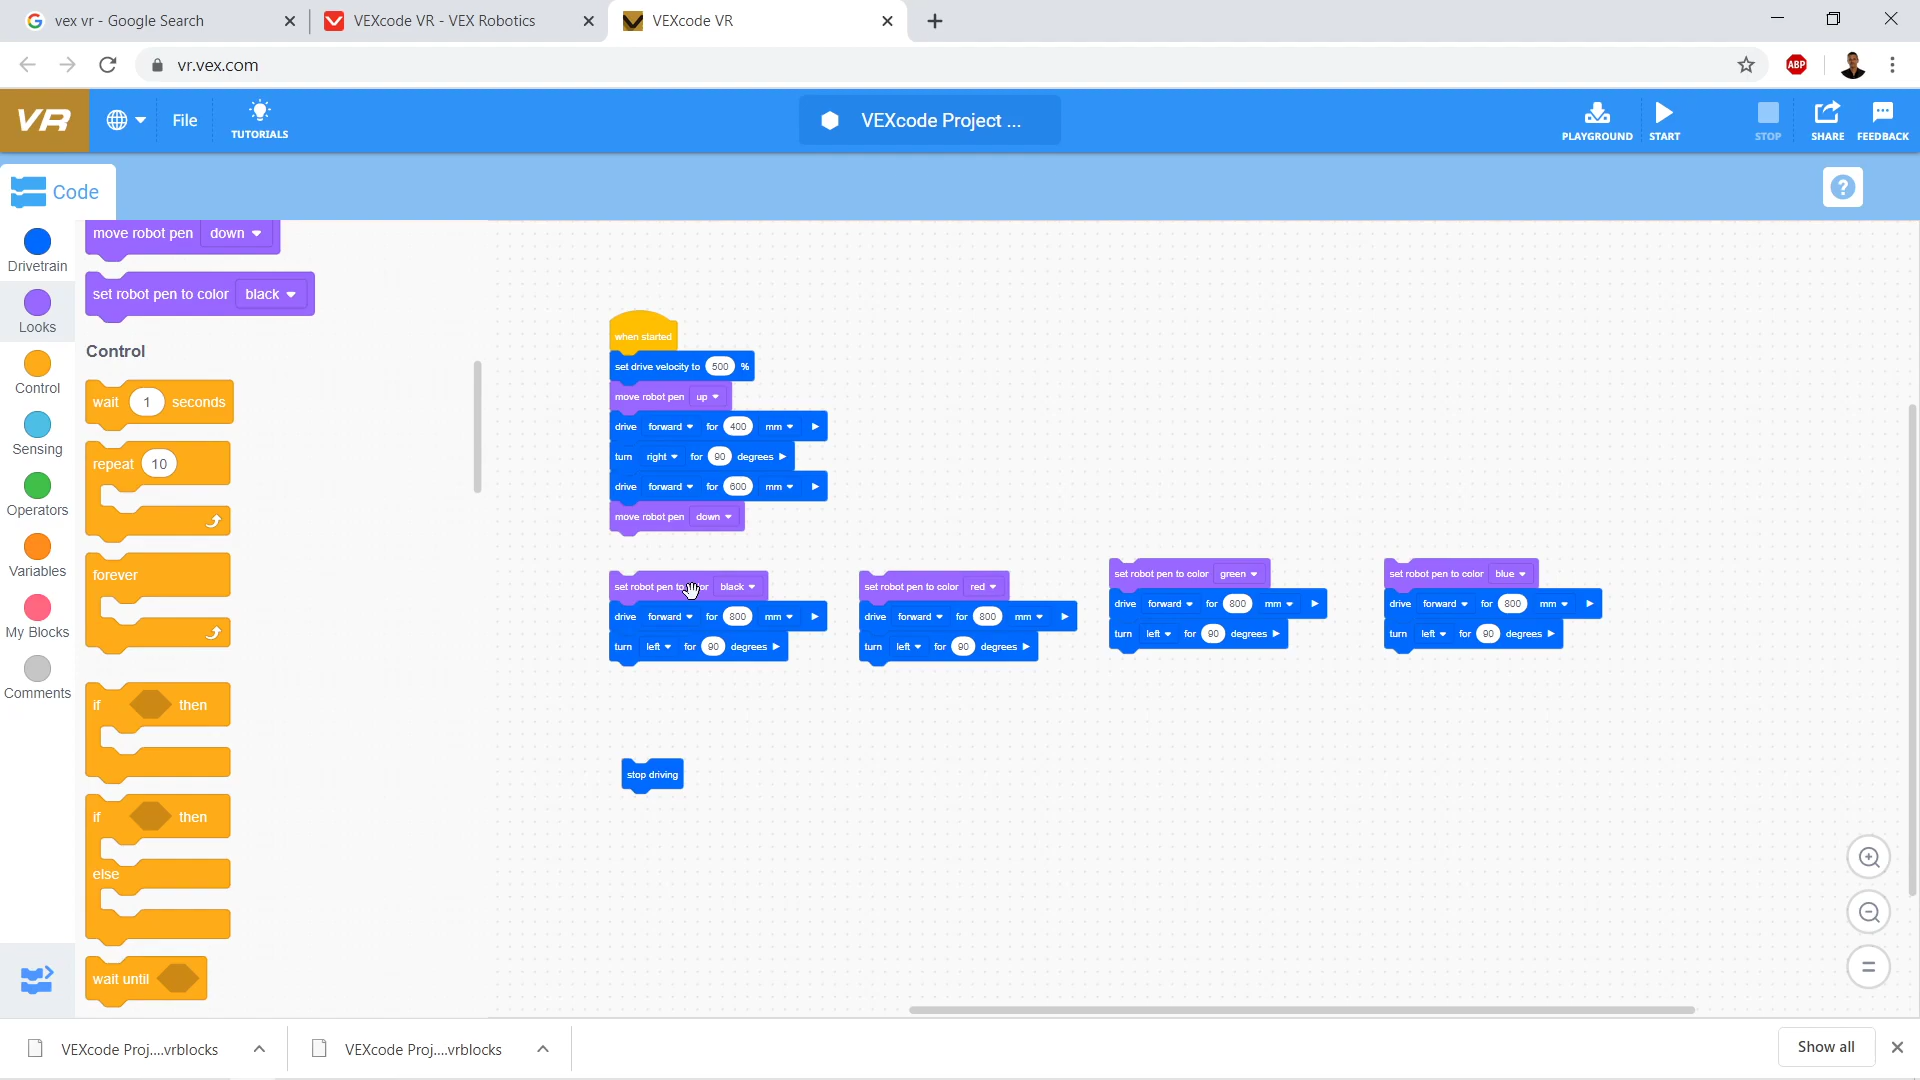 vex vr - Google Search
VEXcode VR - VEX Robotics
VEXcode VR
vr.vex.com
ABP
VR
File
TUTORIALS
VEXcode Project ...
PLAYGROUND
START
STOP
SHARE
FEEDBACK
Code
?
Drivetrain
Looks
Control
Sensing
Operators
Variables
My Blocks
Comments
move robot pen down
set robot pen to color black
Control
wait 1 seconds
repeat 10
forever
if then
if then
else
wait until
when started
set drive velocity to 500 %
move robot pen up
drive forward for 400 mm
turn right for 90 degrees
drive forward for 600 mm
move robot pen down
set robot pen to color black
drive forward for 800 mm
turn left for 90 degrees
set robot pen to color red
drive forward for 800 mm
turn left for 90 degrees
set robot pen to color green
drive forward for 800 mm
turn left for 90 degrees
set robot pen to color blue
drive forward for 800 mm
turn left for 90 degrees
stop driving
VEXcode Proj....vrblocks
VEXcode Proj....vrblocks
Show all